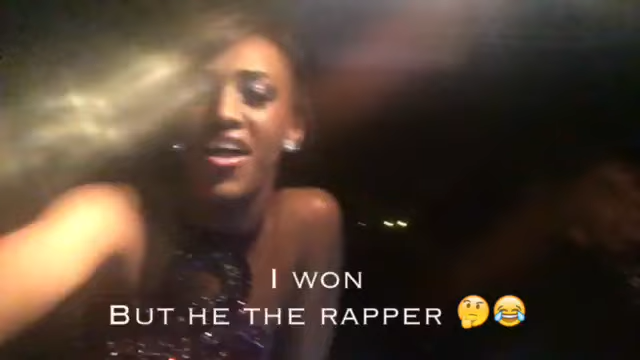 I won
But he the rapper 🤔😂